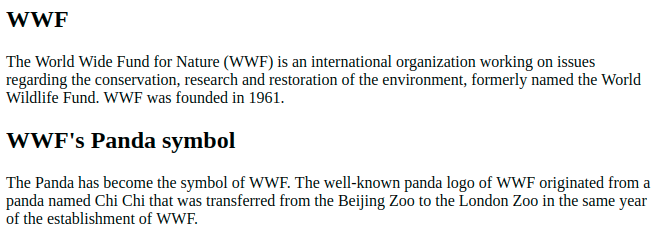 WWF
The World Wide Fund for Nature (WWF) is an international organization working on issues
regarding the conservation, research and restoration of the environment, formerly named the World
Wildlife Fund. WWF was founded in 1961.
WWF's Panda symbol
The Panda has become the symbol of WWF. The well-known panda logo of WWF originated from a
panda named Chi Chi that was transferred from the Beijing Zoo to the London Zoo in the same year
of the establishment of WWF.